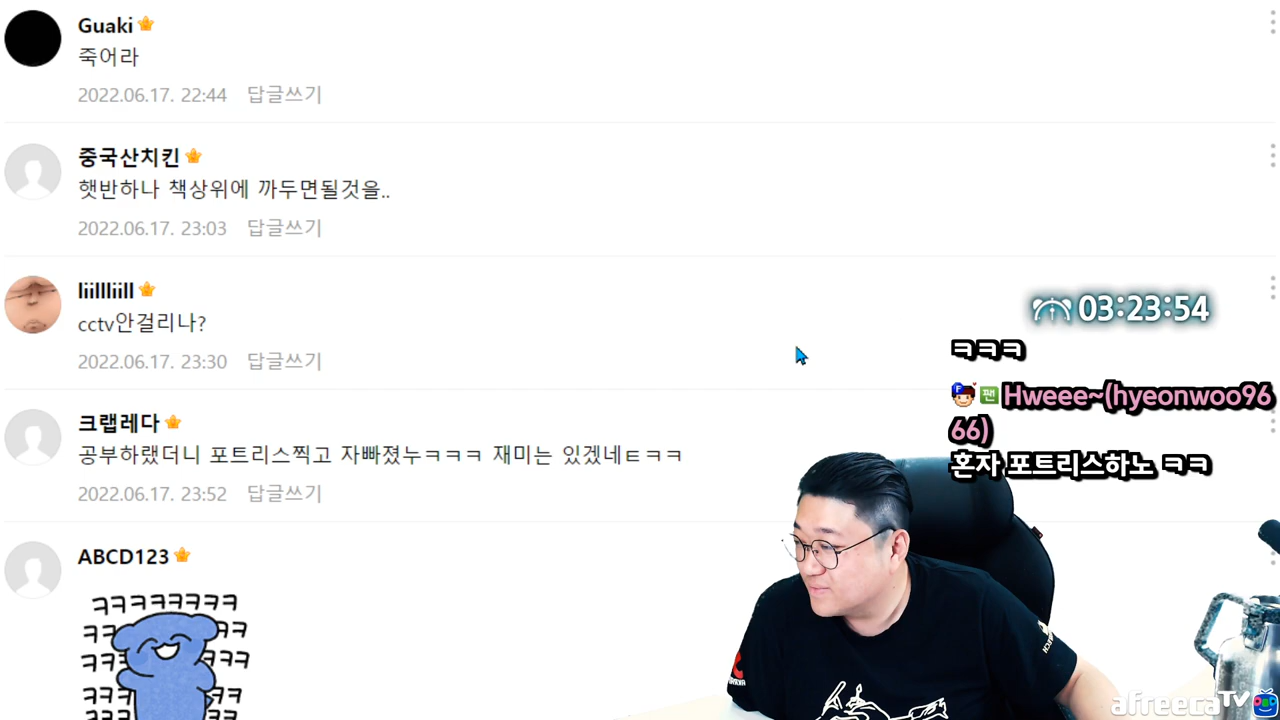 Guaki
죽어라
2022.06.17. 22:44 답글쓰기
중국산치킨
햇반하나 책상위에 까두면될것을..
2022.06.17. 23:03 답글쓰기
liillliill
cctv안걸리나?
2022.06.17. 23:30 답글쓰기
크랩레다
공부하랬더니 포트리스찍고 자빠졌누ㅋㅋㅋ 재미는 있겠네ㅌㅋㅋ
2022.06.17. 23:52 답글쓰기
ABCD123
ㅋㅋㅋㅋㅋㅋㅋ
03:23:54
ㅋㅋㅋ
F 팬 Hweee~(hyeonwoo96
66)
혼자 포트리스하노 ㅋㅋ
afreecaTV